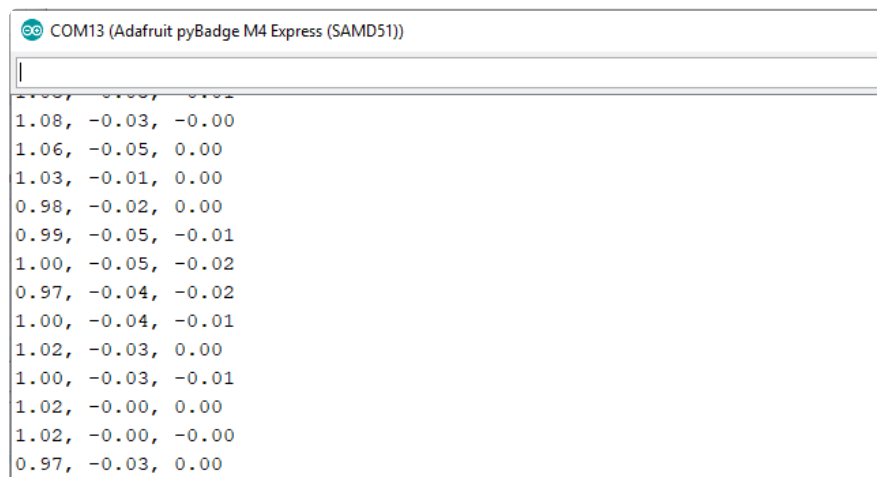 COM13 (Adafruit pyBadge M4 Express (SAMD51))
1.08, -0.03, -0.00
1.06, -0.05, 0.00
1.03, -0.01, 0.00
0.98, -0.02, 0.00
0.99, -0.05, -0.01
1.00, -0.05, -0.02
0.97, -0.04, -0.02
1.00, -0.04, -0.01
1.02, -0.03, 0.00
1.00, -0.03, -0.01
1.02, -0.00, 0.00
1.02, -0.00, -0.00
0.97, -0.03, 0.00